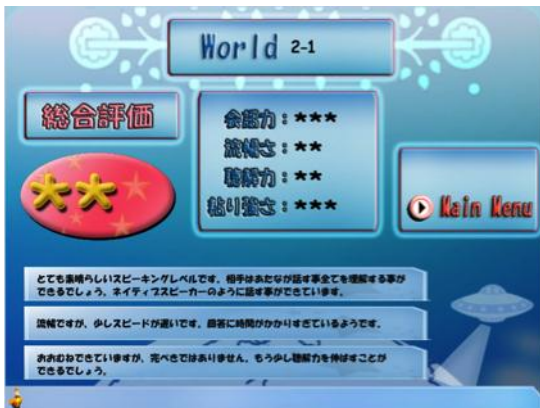 World 2-1
総合評価
**
会話力：***
流暢さ：**
聴解力：***
粘り強さ：***
Main Menu
とても素晴らしいスピーキングレベルです。相手はあなたが話す事全てを理解する事が
できるでしょう。ネイティブスピーカーのように話す事ができています。
流暢ですが、少しスピードが遅いです。回答に時間がかかりすぎているようです。
おおむねできていますが、完ぺきではありません。もう少し聴解力を伸ばすことが
できるでしょう。